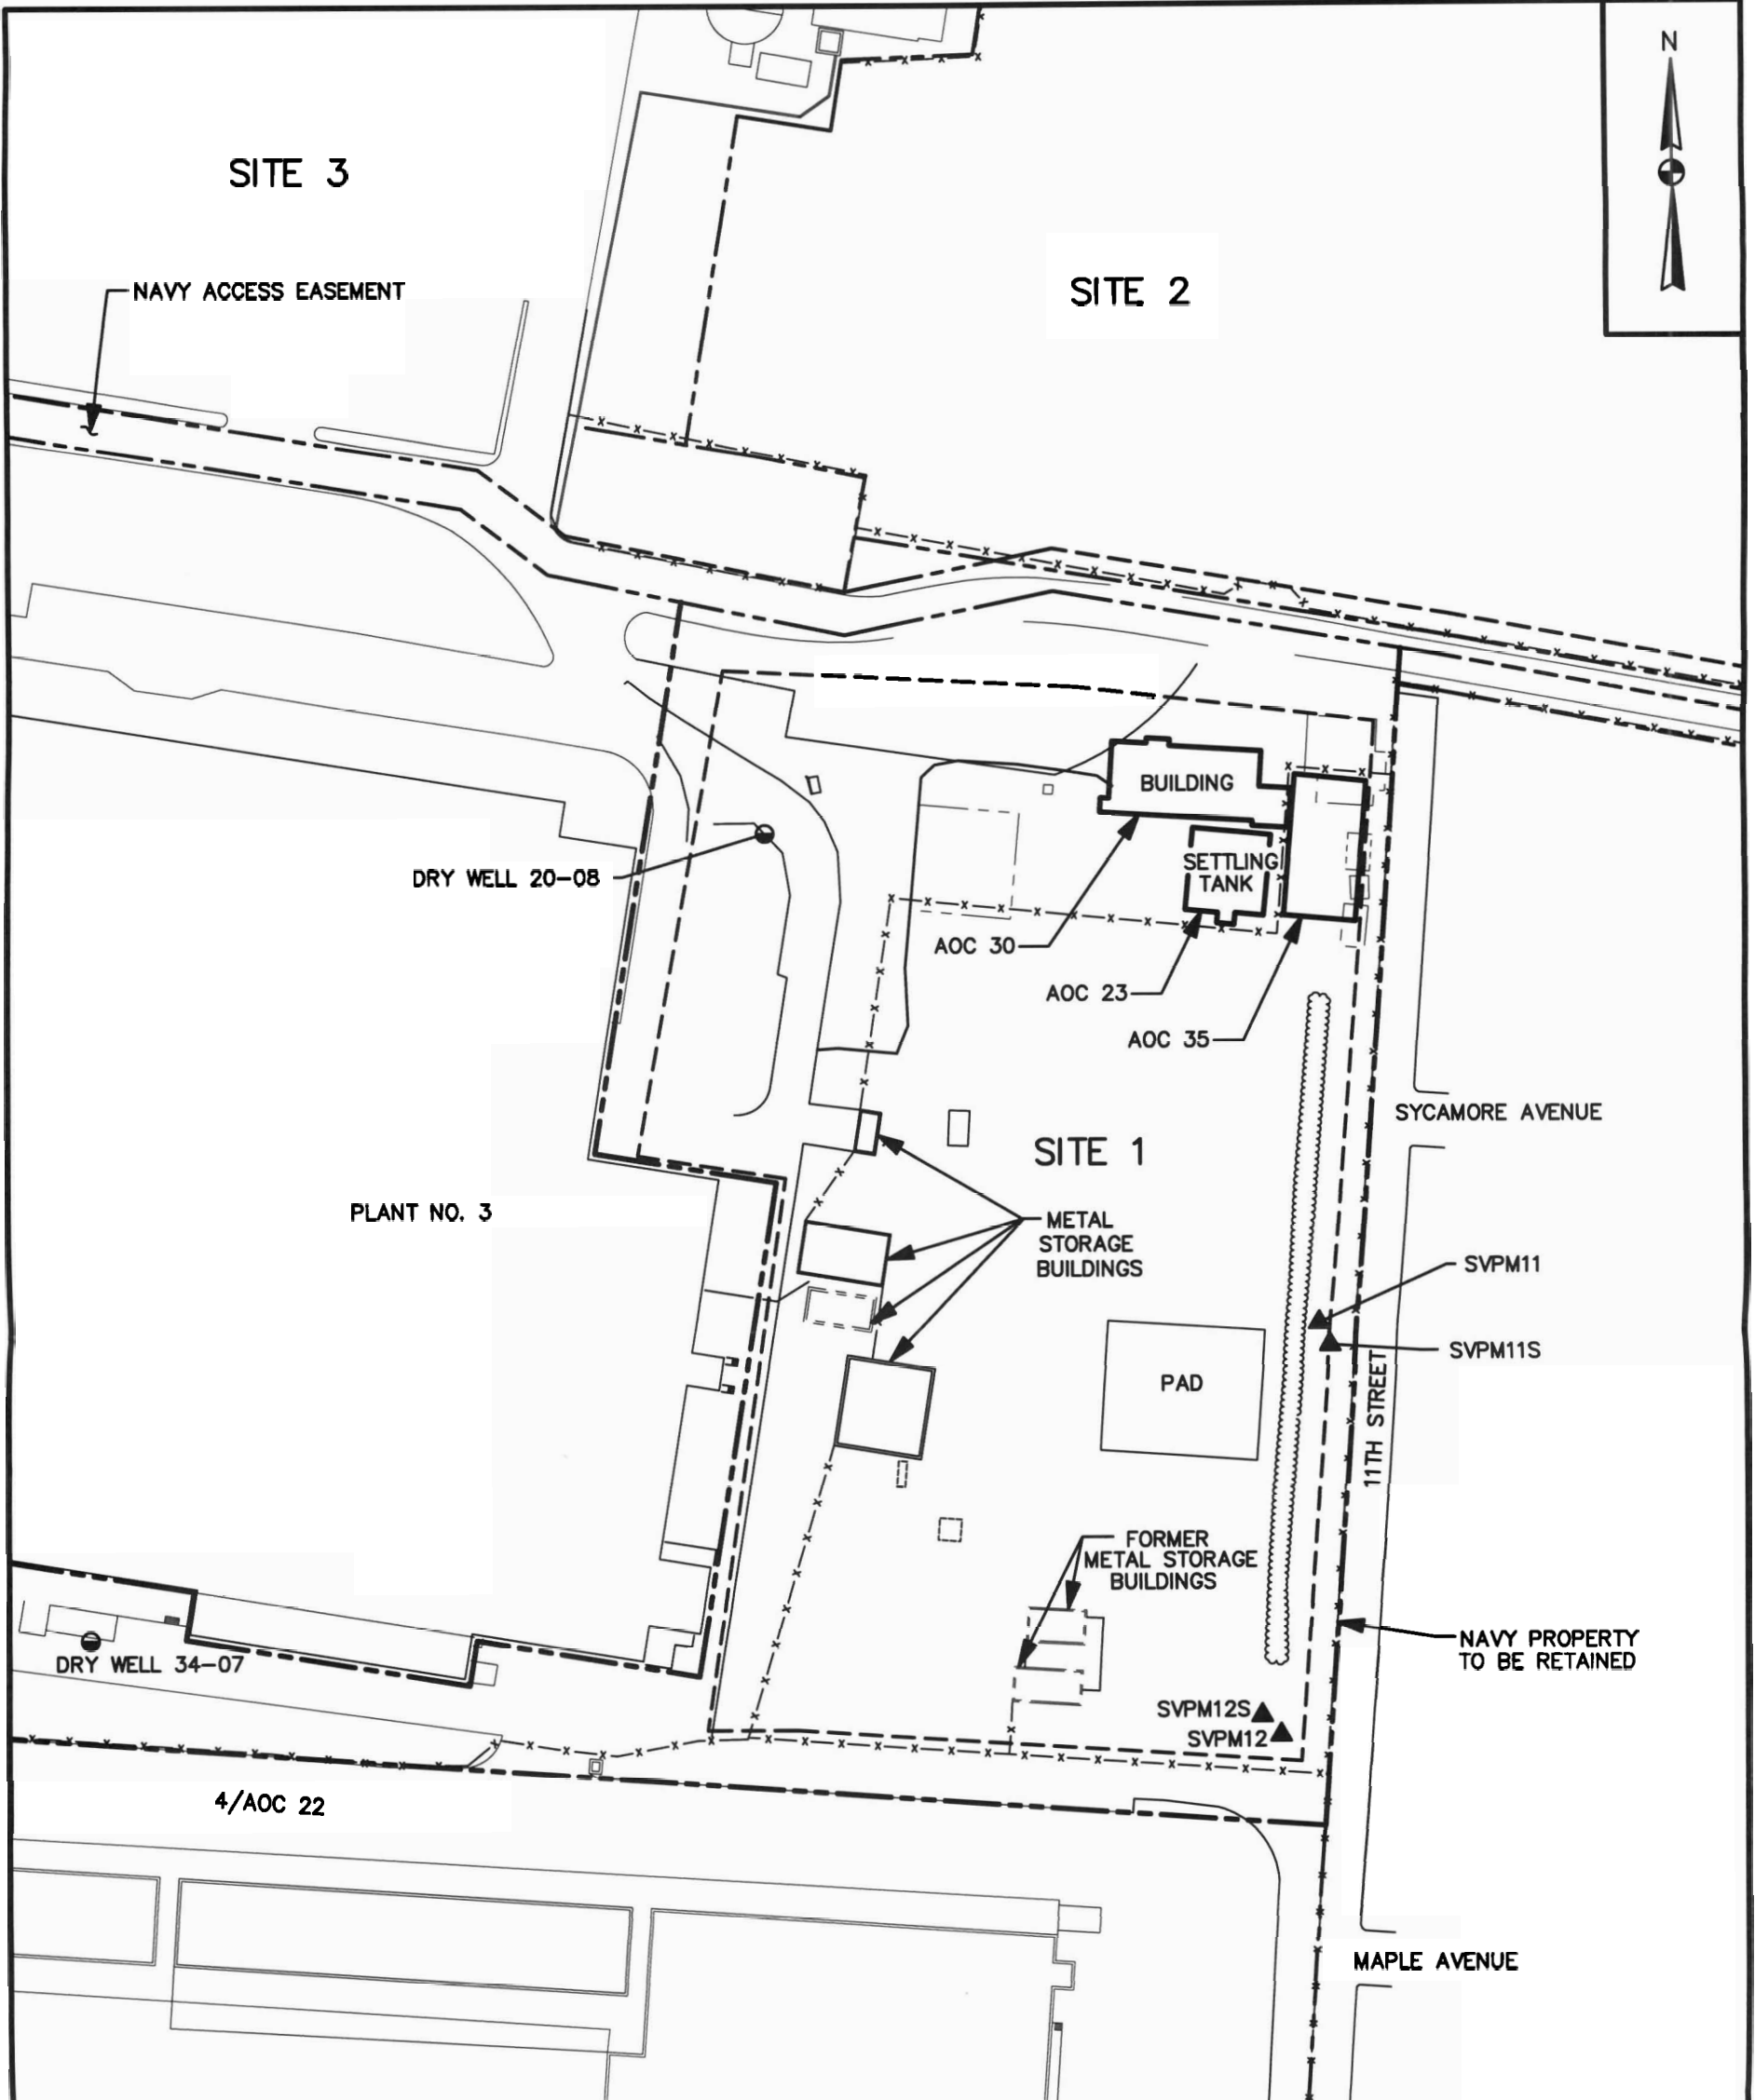 N
SITE 3
SITE 2
NAVY ACCESS EASEMENT
BUILDING
SETTLING
TANK
DRY WELL 20-08
AOC 30
AOC 23
AOC 35
SYCAMORE AVENUE
SITE 1
PLANT NO. 3
METAL
STORAGE
BUILDINGS
SVPM11
SVPM11S
PAD
11TH STREET
FORMER
METAL STORAGE
BUILDINGS
NAVY PROPERTY
TO BE RETAINED
DRY WELL 34-07
SVPM12S
SVPM12
4/AOC 22
MAPLE AVENUE